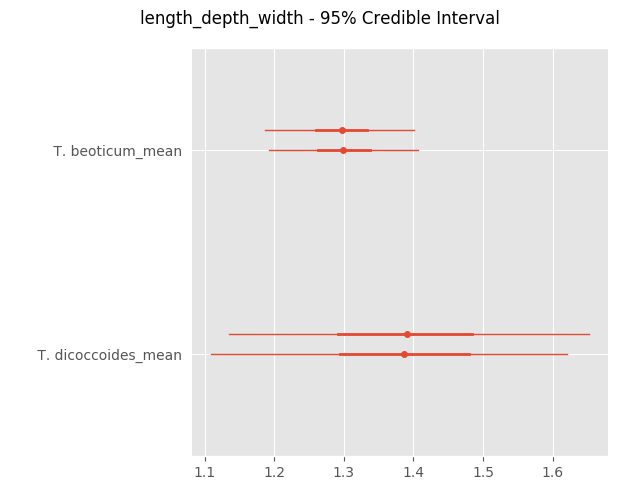 length_depth_width - 95% Credible Interval
T. beoticum_mean
T. dicoccoides_mean
1.1 1.2 1.3 1.4 1.5 1.6